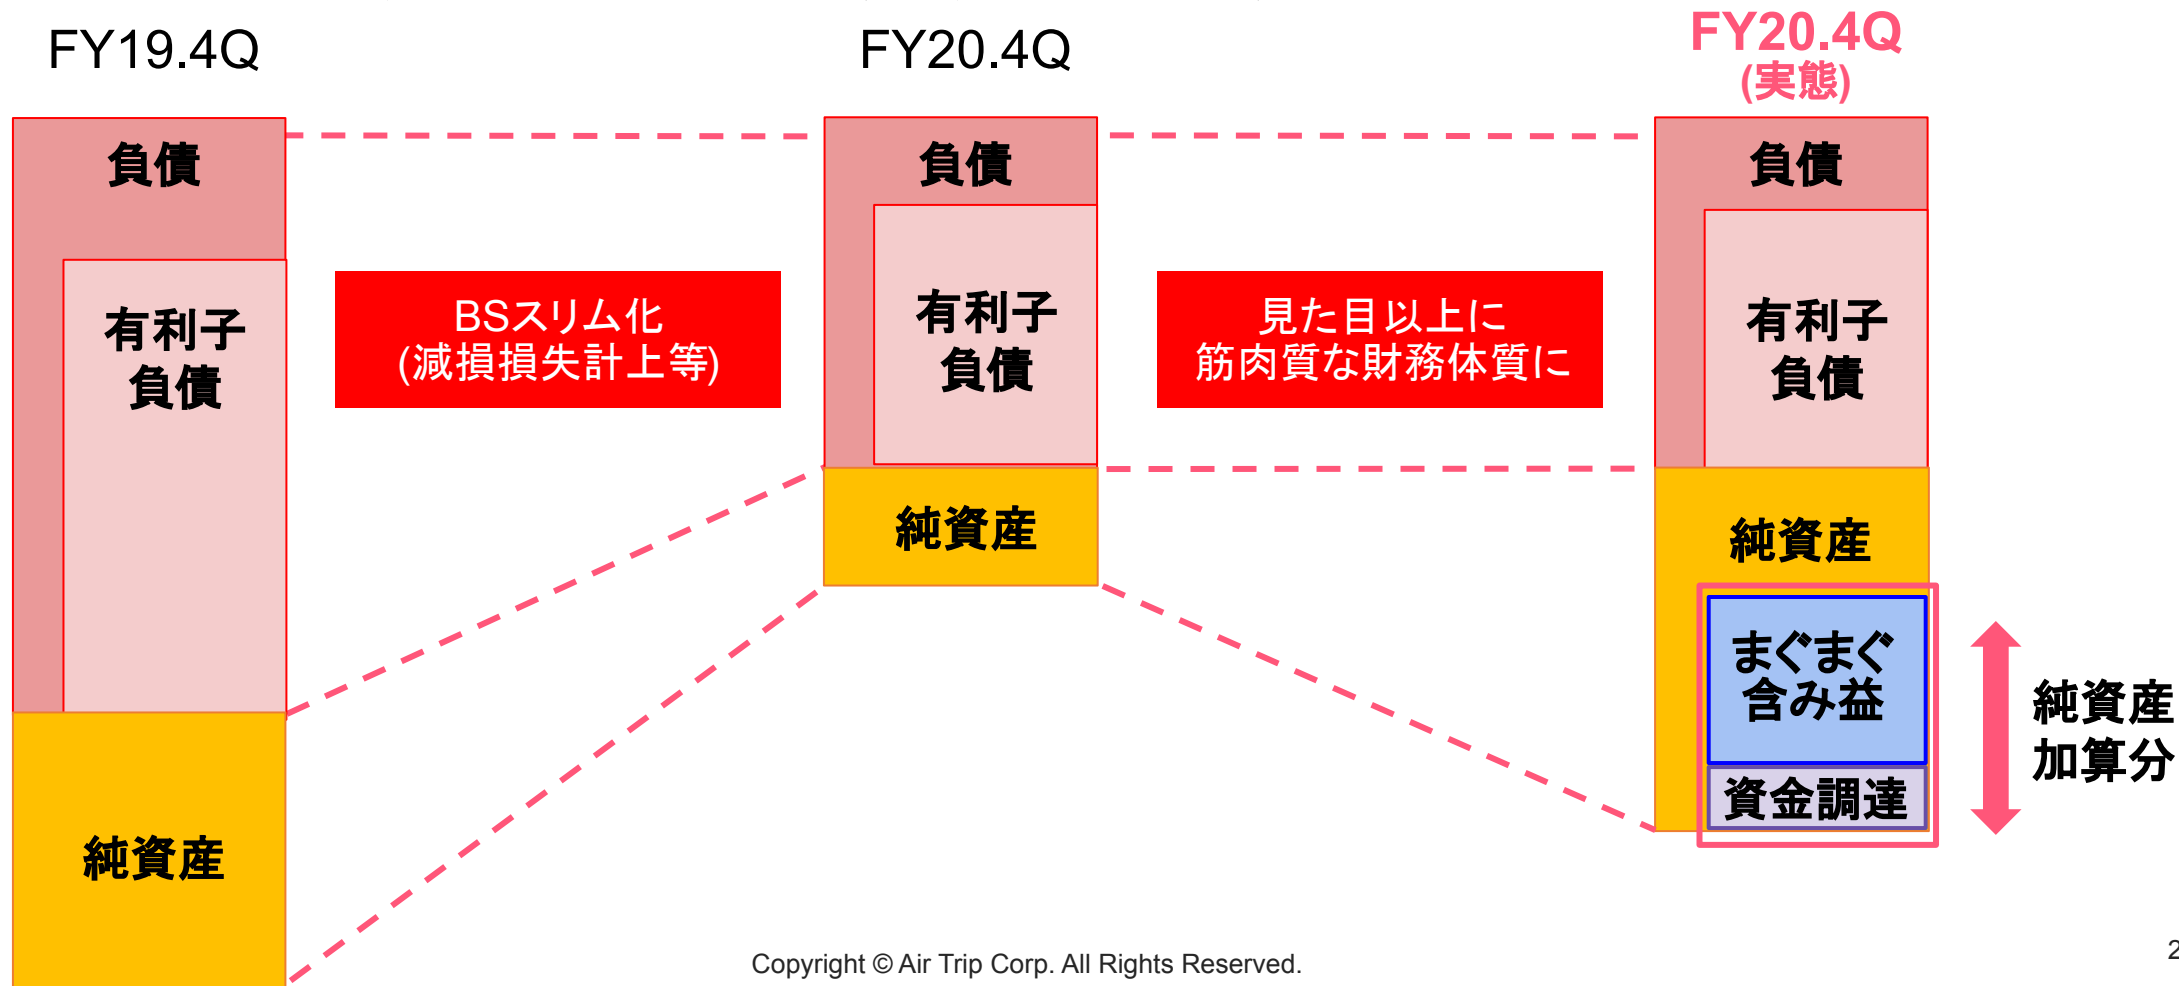 FY19.4Q
FY20.4Q
FY20.4Q
(実態)
負債
有利子
負債
純資産
BSスリム化
(減損損失計上等)
負債
有利子
負債
純資産
見た目以上に
筋肉質な財務体質に
負債
有利子
負債
純資産
まぐまぐ
含み益
資金調達
純資産
加算分
Copyright © Air Trip Corp. All Rights Reserved.